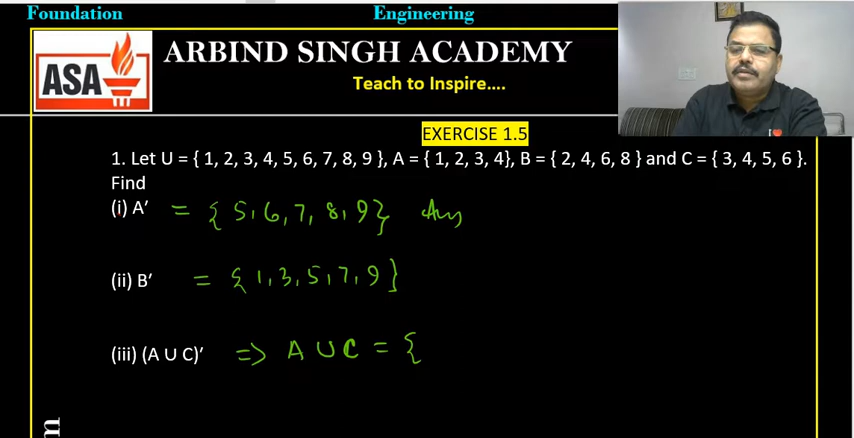 Foundation Engineering
ASA ARBIND SINGH ACADEMY
Teach to Inspire....
EXERCISE 1.5
1. Let U = { 1, 2, 3, 4, 5, 6, 7, 8, 9 }, A = { 1, 2, 3, 4}, B = { 2, 4, 6, 8 } and C = { 3, 4, 5, 6 }.
Find
(i) A′ = { 5, 6, 7, 8, 9 } Ans
(ii) B′ = { 1, 3, 5, 7, 9 }
(iii) (A U C)′ => A U C = {
m